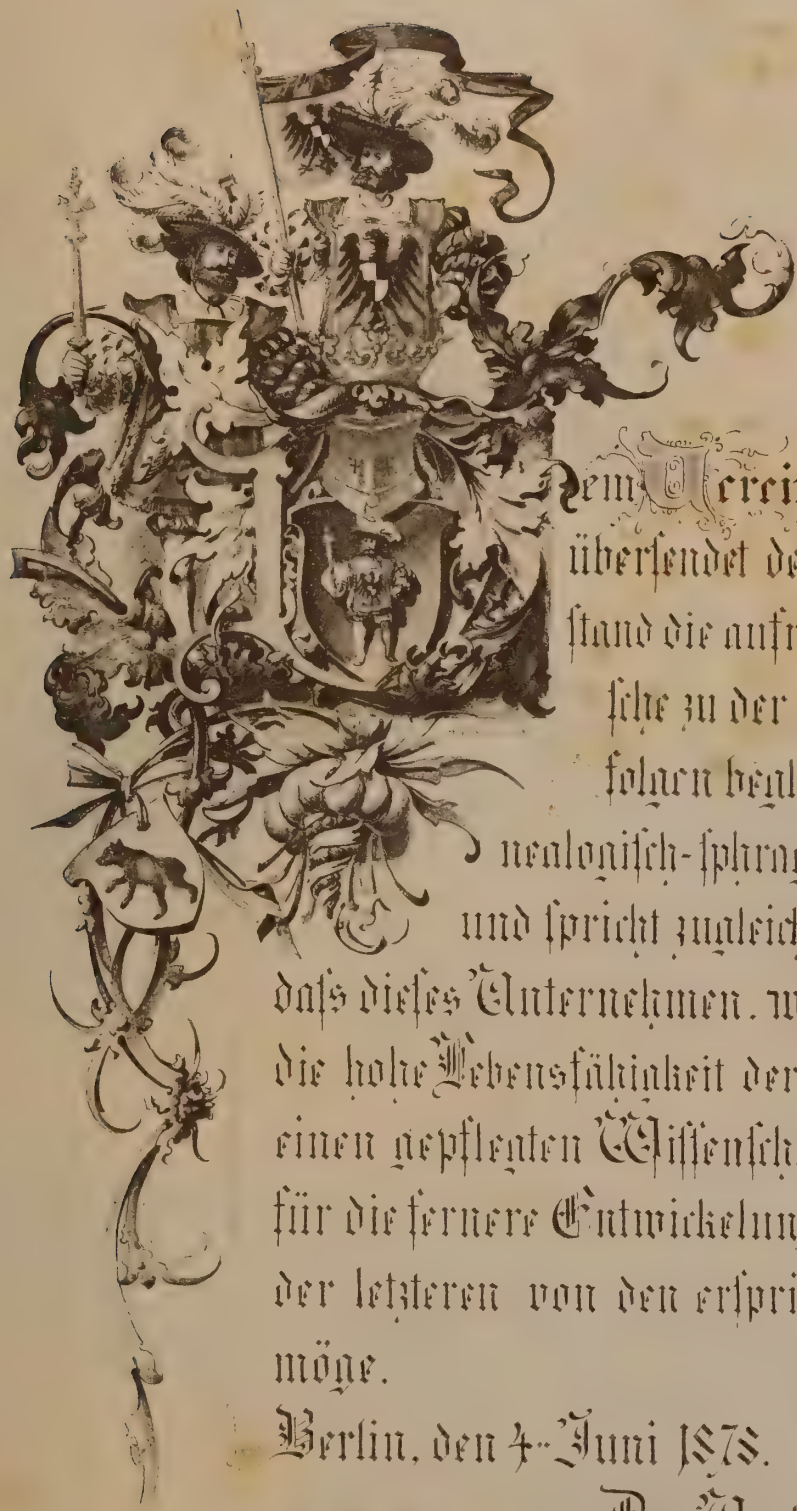 Dem Verein
überſendet de
ſtand die aufr
ſche zu der
folgen begl
nealogiſch-ſphrag
und ſpricht zugleich
daſs dieſes Unternehmen, w
die hohe Lebensfähigkeit der
einen gepflegten Wiſſenſch
für die fernere Entwickelun
der letzteren von den erſpri
möge.
Berlin, den 4. Juni 1878.